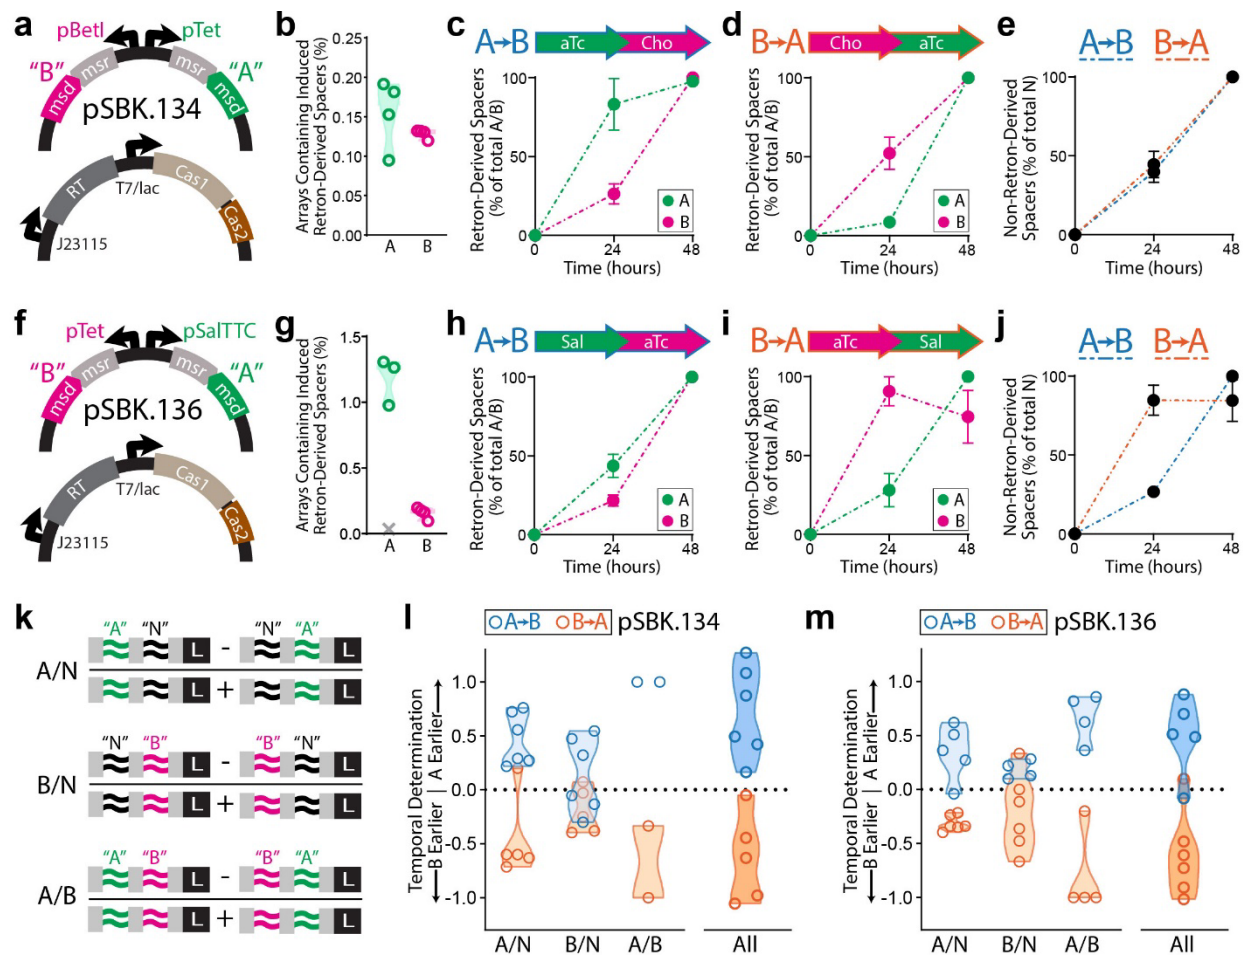 a
pBetI
pTet
"B"
msd
msr
msr
msd
"A"
pSBK.134
RT
T7/lac
Cas1
Cas2
J23115
b
Arrays Containing Induced
Retron-Derived Spacers (%)
0.25
0.20
0.15
0.10
0.05
0.00
A
B
c
A→B
aTc
Cho
Retron-Derived Spacers
(% of total A/B)
100
50
0
A
B
0
24
48
Time (hours)
d
B→A
Cho
aTc
Retron-Derived Spacers
(% of total A/B)
100
50
0
A
B
0
24
48
Time (hours)
e
A→B
B→A
Non-Retron-Derived
Spacers (% of total N)
100
50
0
0
24
48
Time (hours)
f
pTet
pSalTTC
"B"
msd
msr
msr
msd
"A"
pSBK.136
RT
T7/lac
Cas1
Cas2
J23115
g
Arrays Containing Induced
Retron-Derived Spacers (%)
1.5
1.0
0.5
0.0
A
B
h
A→B
Sal
aTc
Retron-Derived Spacers
(% of total A/B)
100
50
0
A
B
0
24
48
Time (hours)
i
B→A
aTc
Sal
Retron-Derived Spacers
(% of total A/B)
100
50
0
A
B
0
24
48
Time (hours)
j
A→B
B→A
Non-Retron-Derived
Spacers (% of total N)
100
50
0
0
24
48
Time (hours)
k
"A" "N" "N" "A"
L - L
A/N
L + L
"N" "B" "B" "N"
L - L
B/N
L + L
"A" "B" "B" "A"
L - L
A/B
L + L
l
A→B B→A pSBK.134
Temporal Determination
B Earlier | A Earlier
1.0
0.5
0.0
-0.5
-1.0
A/N
B/N
A/B
All
m
A→B B→A pSBK.136
Temporal Determination
B Earlier | A Earlier
1.0
0.5
0.0
-0.5
-1.0
A/N
B/N
A/B
All